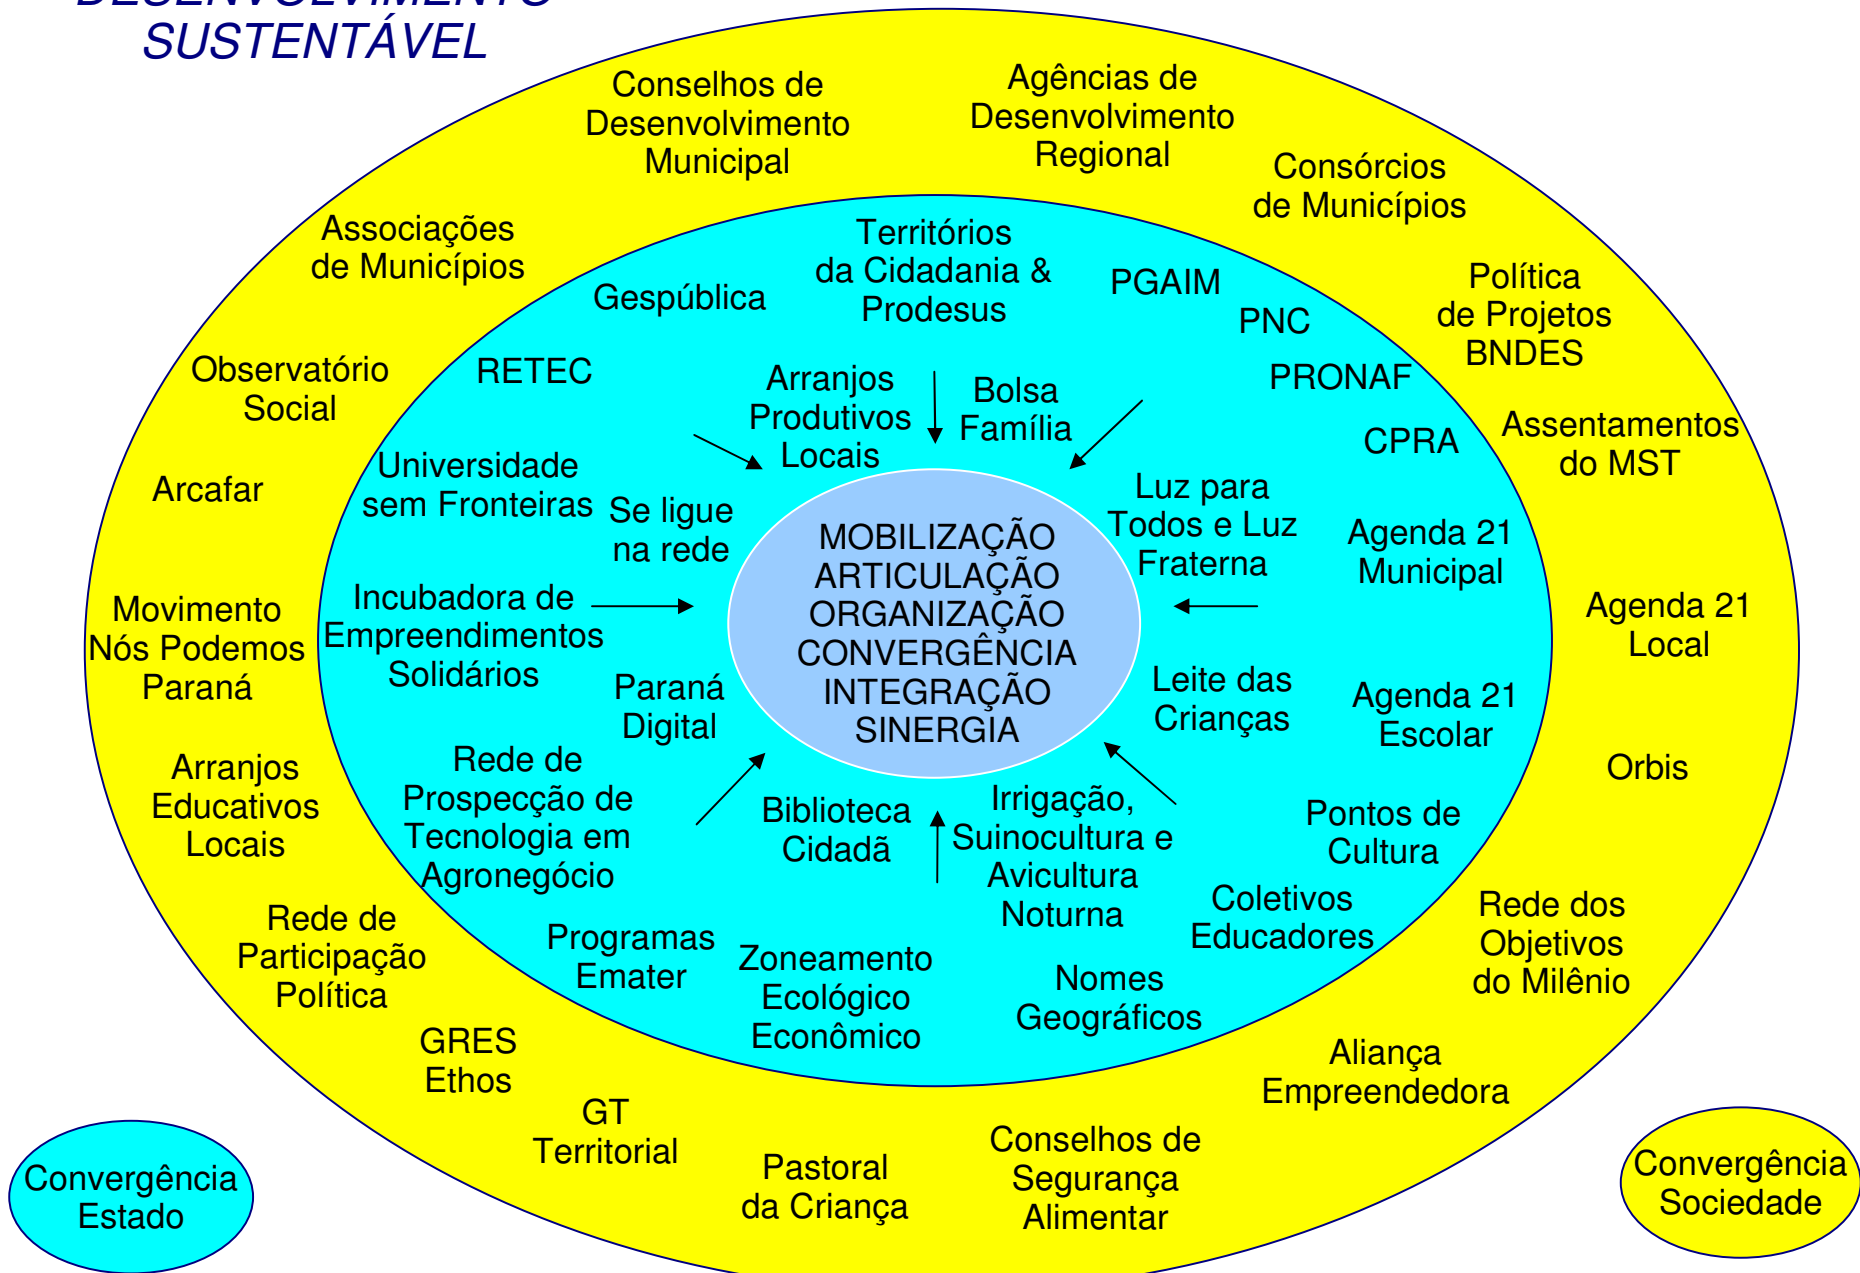 DESENVOLVIMENTO
SUSTENTÁVEL
Conselhos de
Desenvolvimento
Municipal
Agências de
Desenvolvimento
Regional
Consórcios
de Municípios
Associações
de Municípios
Política
de Projetos
BNDES
Observatório
Social
Assentamentos
do MST
Arcafar
Movimento
Nós Podemos
Paraná
Agenda 21
Local
Arranjos
Educativos
Locais
Orbis
Rede de
Participação
Política
Rede dos
Objetivos
do Milênio
GRES
Ethos
GT
Territorial
Pastoral
da Criança
Conselhos de
Segurança
Alimentar
Aliança
Empreendedora
Territórios
da Cidadania &
Prodesus
Gespública
PGAIM
PNC
RETEC
PRONAF
Arranjos
Produtivos
Locais
Bolsa
Família
CPRA
Universidade
sem Fronteiras
Se ligue
na rede
Luz para
Todos e Luz
Fraterna
Agenda 21
Municipal
Incubadora de
Empreendimentos
Solidários
Paraná
Digital
Leite das
Crianças
Agenda 21
Escolar
Rede de
Prospecção de
Tecnologia em
Agronegócio
Biblioteca
Cidadã
Irrigação,
Suinocultura e
Avicultura
Noturna
Pontos de
Cultura
Coletivos
Educadores
Programas
Emater
Zoneamento
Ecológico
Econômico
Nomes
Geográficos
MOBILIZAÇÃO
ARTICULAÇÃO
ORGANIZAÇÃO
CONVERGÊNCIA
INTEGRAÇÃO
SINERGIA
Convergência
Estado
Convergência
Sociedade